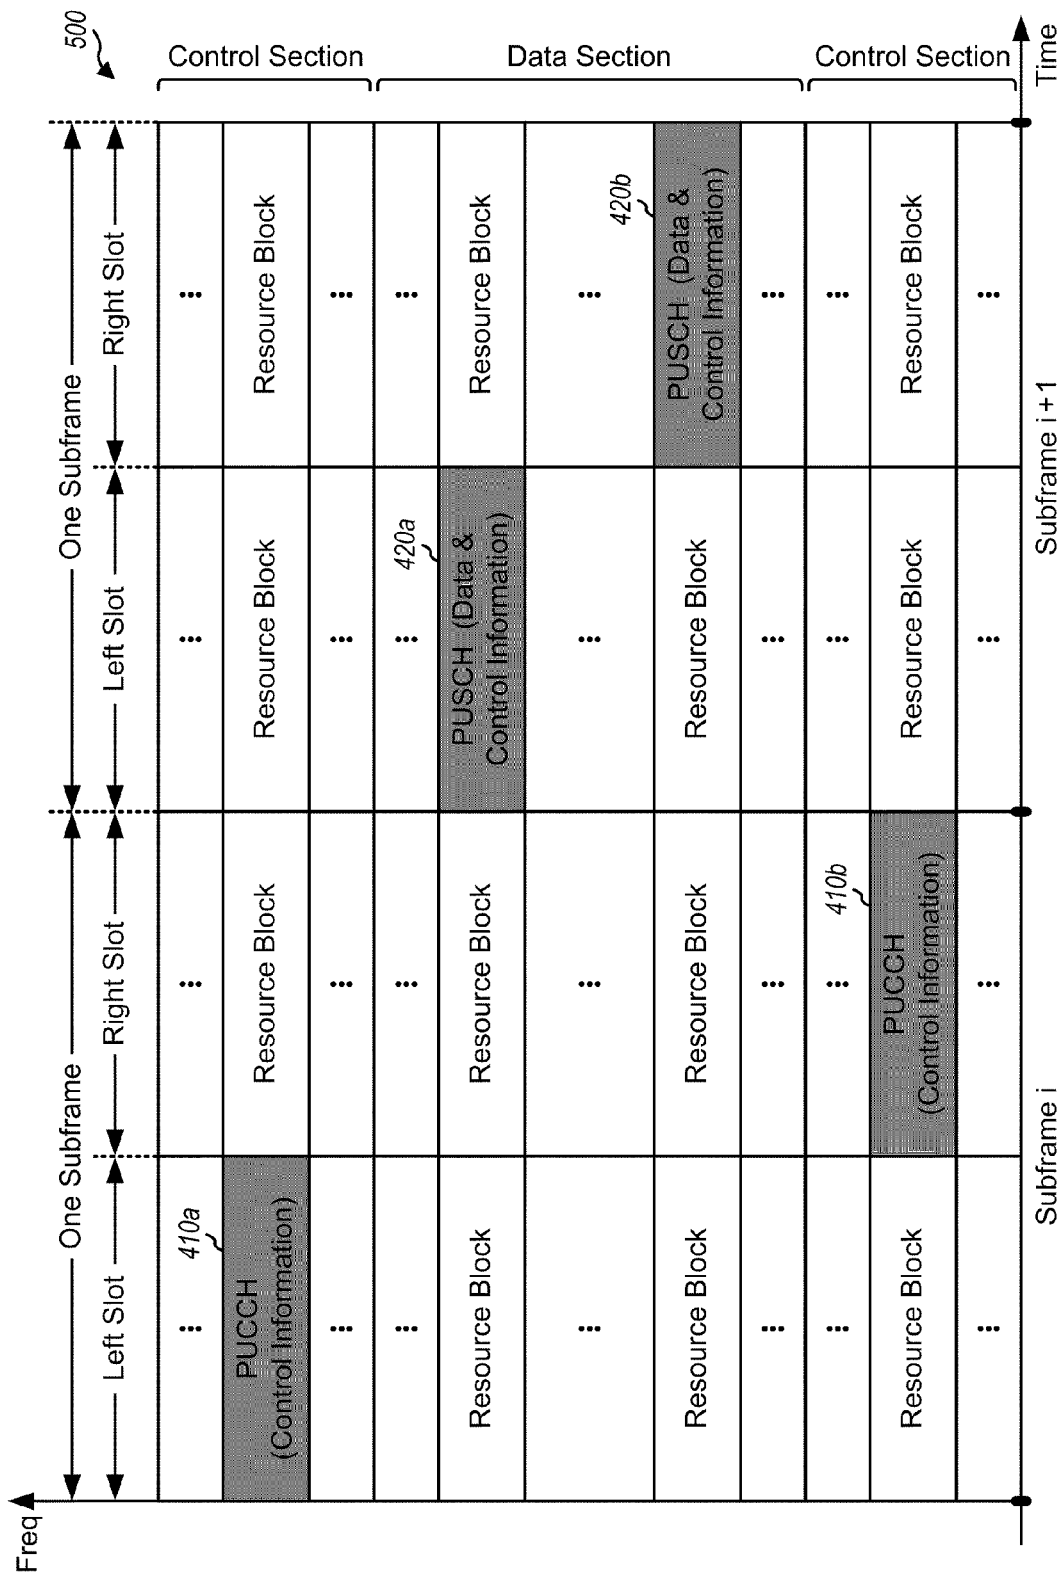 500
Freq
One Subframe
One Subframe
Left Slot
Right Slot
Left Slot
Right Slot
...
...
...
...
Control Section
410a
PUCCH
(Control Information)
Resource Block
Resource Block
Resource Block
...
...
...
...
...
...
...
...
Data Section
420a
Resource Block
Resource Block
PUSCH (Data &
Control Information)
Resource Block
...
...
...
...
420b
Resource Block
Resource Block
Resource Block
PUSCH (Data &
Control Information)
...
...
...
...
...
...
...
...
Control Section
410b
Resource Block
PUCCH
(Control Information)
Resource Block
Resource Block
...
...
...
...
Subframe i
Subframe i + 1
Time